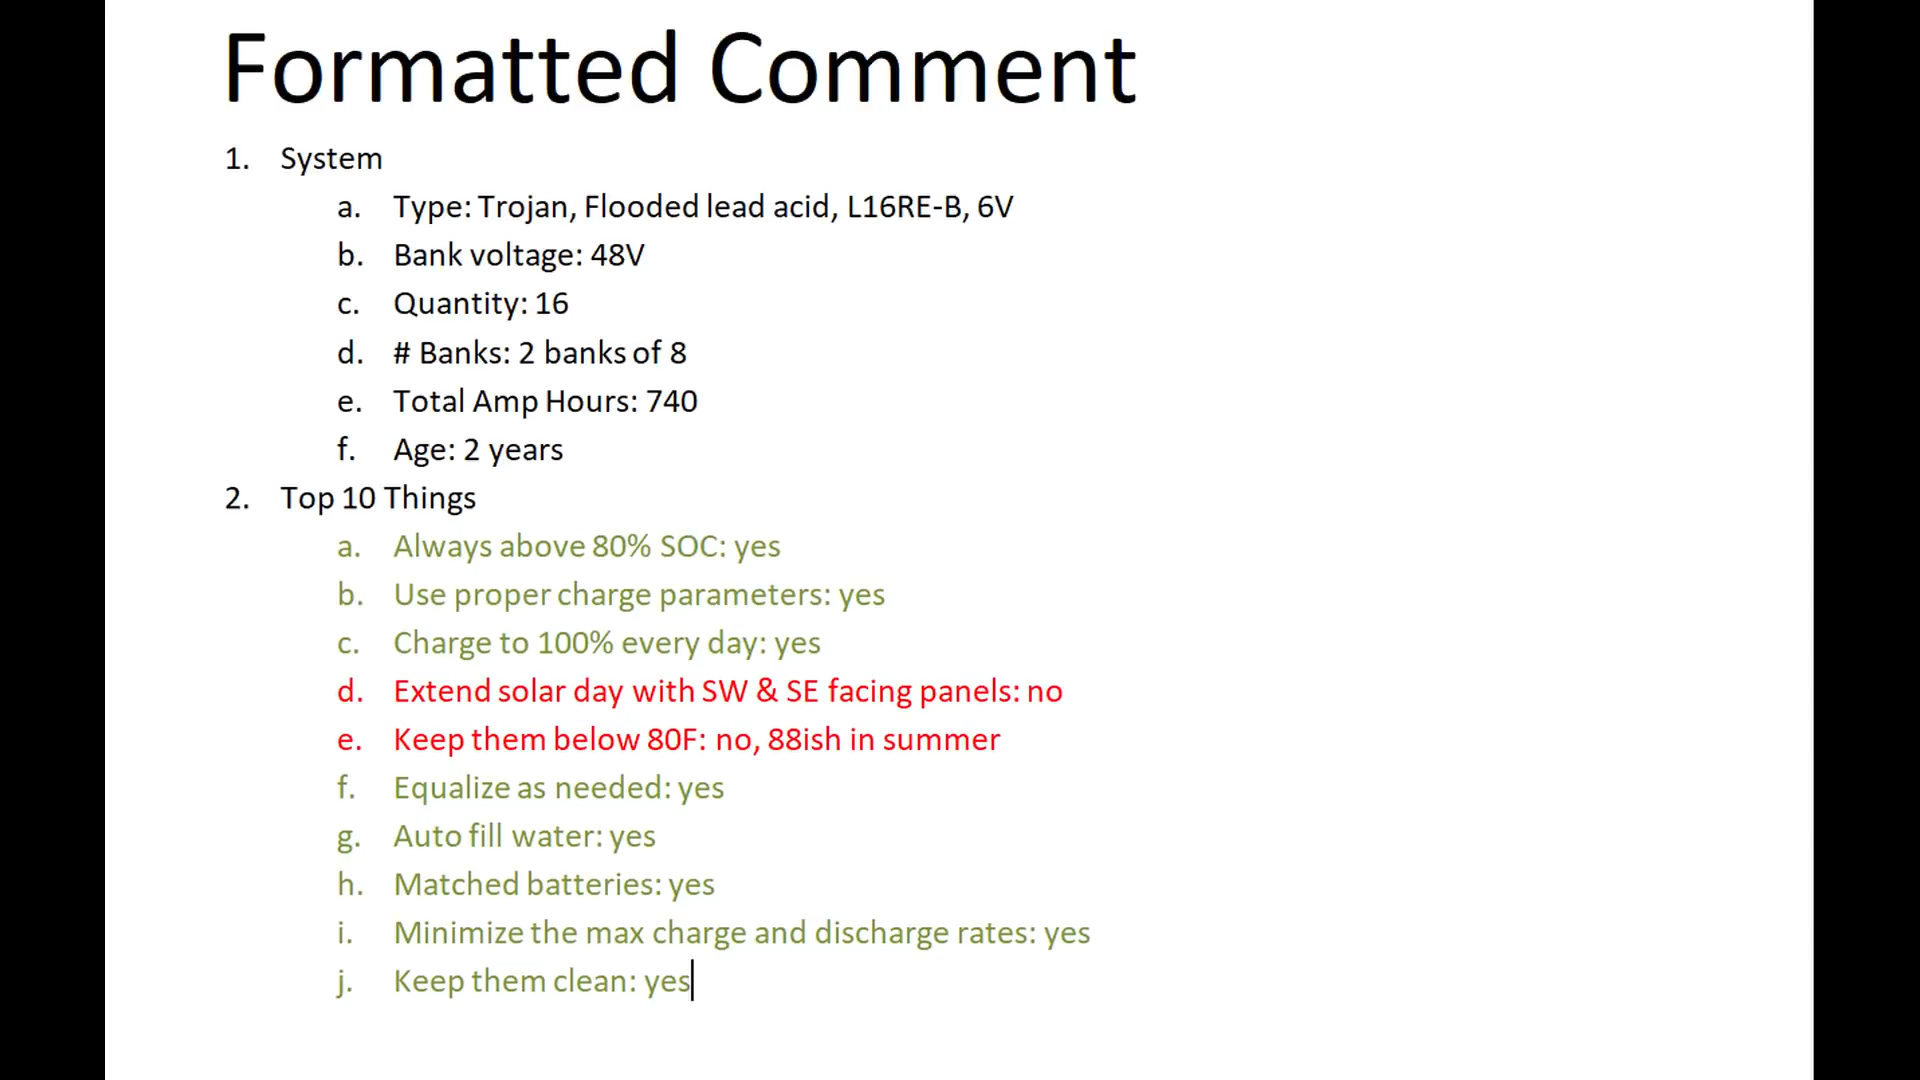 Formatted Comment
1. System
a. Type: Trojan, Flooded lead acid, L16RE-B, 6V
b. Bank voltage: 48V
c. Quantity: 16
d. # Banks: 2 banks of 8
e. Total Amp Hours: 740
f. Age: 2 years
2. Top 10 Things
a. Always above 80% SOC: yes
b. Use proper charge parameters: yes
c. Charge to 100% every day: yes
d. Extend solar day with SW & SE facing panels: no
e. Keep them below 80F: no, 88ish in summer
f. Equalize as needed: yes
g. Auto fill water: yes
h. Matched batteries: yes
i. Minimize the max charge and discharge rates: yes
j. Keep them clean: yes